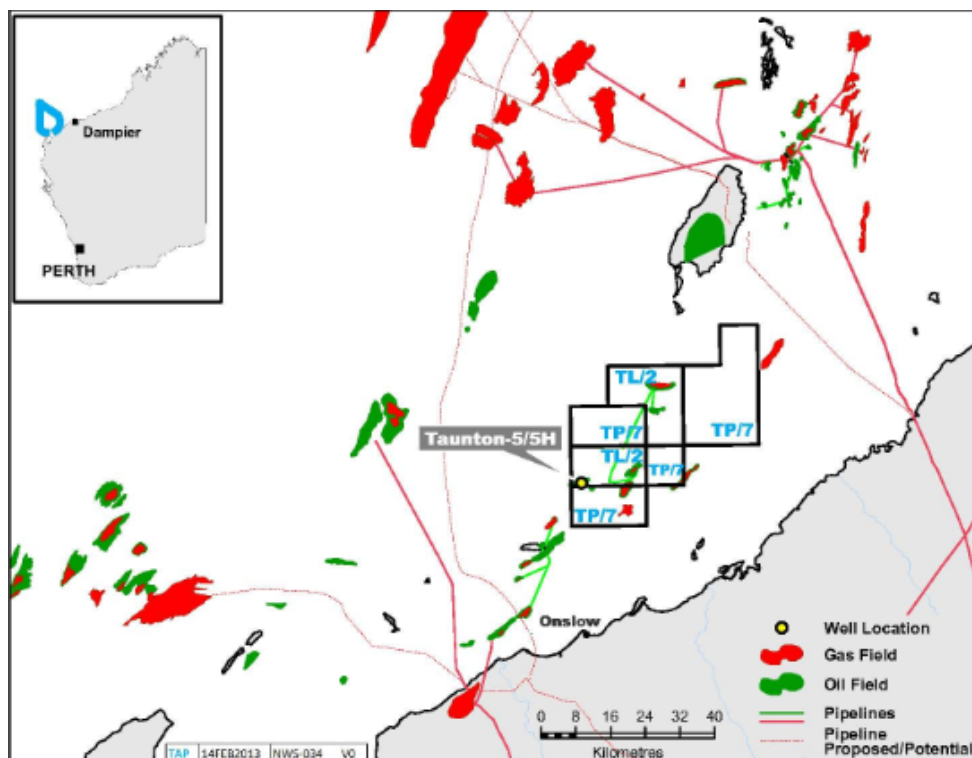 Dampier
PERTH
TL/2
TP/7
TP/7
Taunton-5/5H
TL/2
TP/7
TP/7
Onslow
Well Location
Gas Field
Oil Field
Pipelines
Pipeline
Proposed/Potential
0 8 16 24 32 40
Kilometres
TAP 14FEB2013 NWS-034 V0